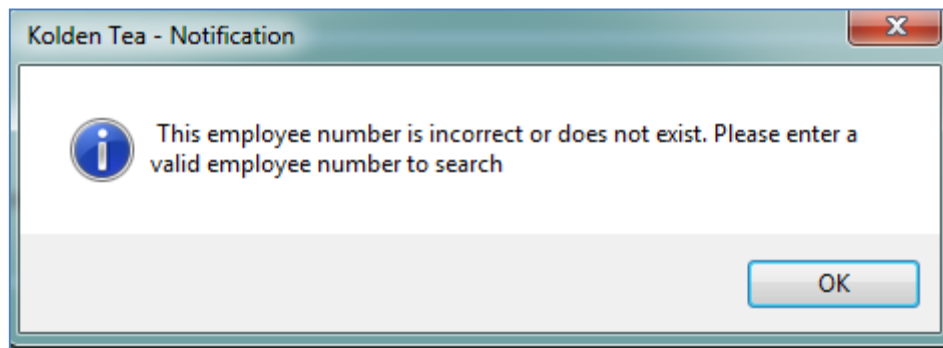 Kolden Tea - Notification
This employee number is incorrect or does not exist. Please enter a
valid employee number to search
OK